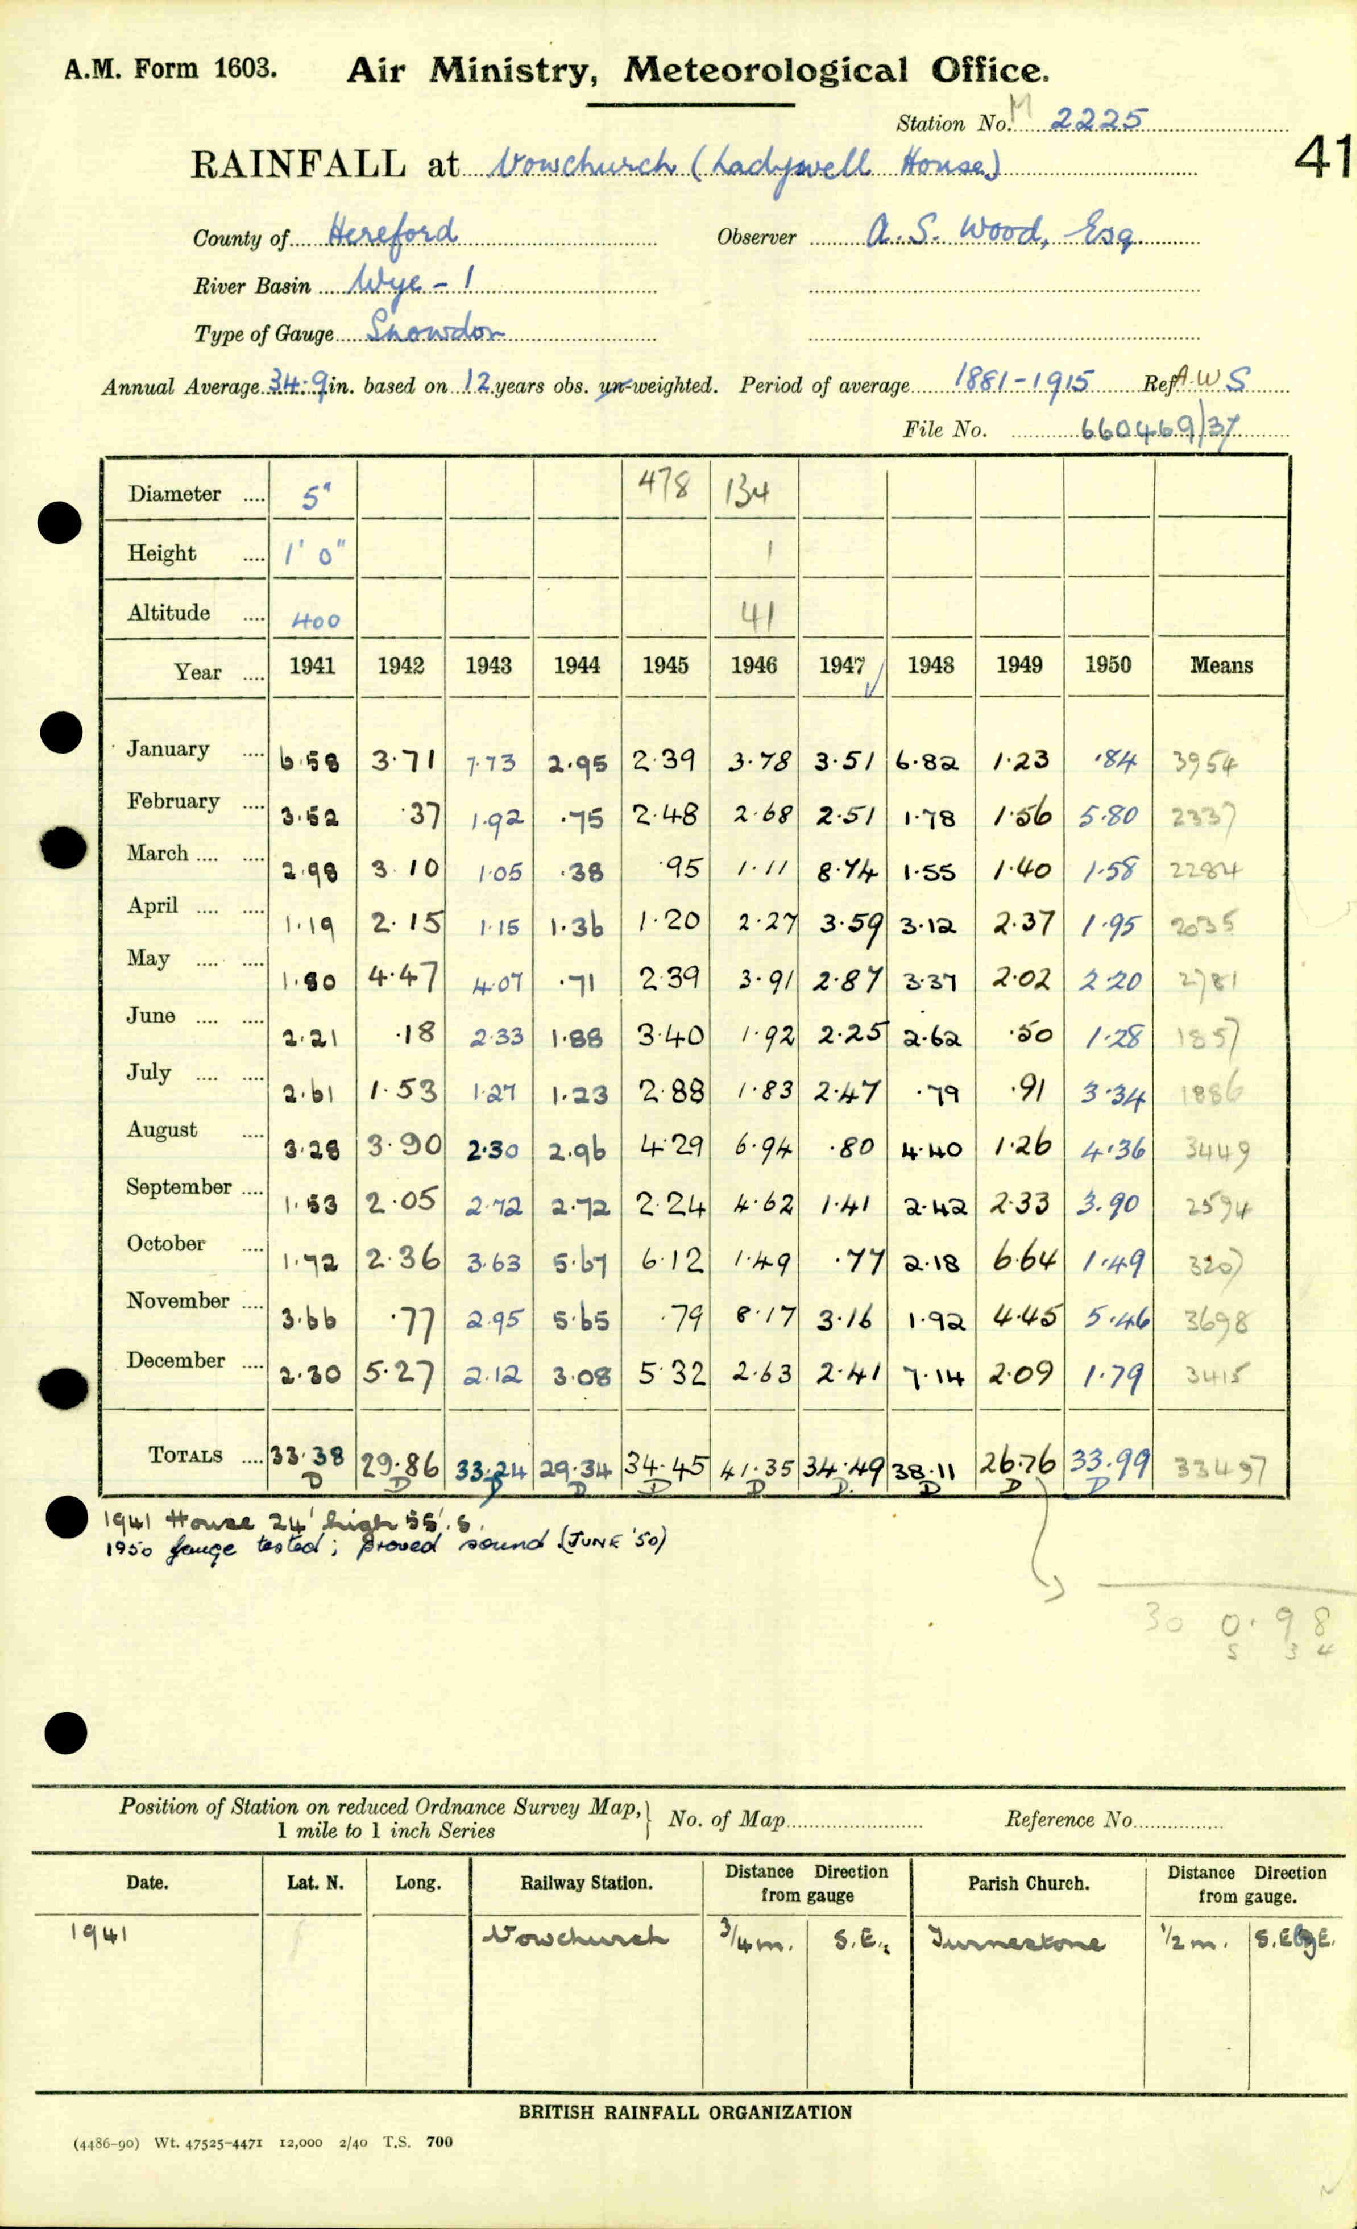 A.M. Form 1603. Air Ministry, Meteorological Office.
Station No. M 2225
41
RAINFALL at Vowchurch (Ladywell House)
County of Hereford Observer A. S. Wood, Esq.
River Basin Wye - 1
Type of Gauge Snowdon
Annual Average 34.9 in. based on 12 years obs. un-weighted. Period of average 1881-1915 Ref. A.W S
File No. 660469/37
Diameter .... 5" 478 134
Height .... 1' 0" 1
Altitude .... 400 41
Year .... 1941 1942 1943 1944 1945 1946 1947 1948 1949 1950 Means
January .... 6.58 3.71 7.73 2.95 2.39 3.78 3.51 6.82 1.23 .84 3954
February .... 3.52 .37 1.92 .75 2.48 2.68 2.51 1.78 1.56 5.80 2337
March .... .... 2.98 3.10 1.05 .38 .95 1.11 8.74 1.55 1.40 1.58 2284
April .... .... 1.19 2.15 1.15 1.36 1.20 2.27 3.59 3.12 2.37 1.95 2035
May .... .... 1.80 4.47 4.07 .71 2.39 3.91 2.87 3.37 2.02 2.20 2781
June .... .... 2.21 .18 2.33 1.88 3.40 1.92 2.25 2.62 .50 1.28 1857
July .... .... 2.61 1.53 1.27 1.23 2.88 1.83 2.47 .79 .91 3.34 1886
August .... 3.28 3.90 2.30 2.96 4.29 6.94 .80 4.40 1.26 4.36 3449
September .... 1.53 2.05 2.72 2.72 2.24 4.62 1.41 2.42 2.33 3.90 2594
October .... 1.72 2.36 3.63 5.67 6.12 1.49 .77 2.18 6.64 1.49 3207
November .... 3.66 .77 2.95 5.65 .79 8.17 3.16 1.92 4.45 5.46 3698
December .... 2.30 5.27 2.12 3.08 5.32 2.63 2.41 7.14 2.09 1.79 3415
TOTALS .... 33.38 29.86 33.24 29.34 34.45 41.35 34.49 38.11 26.76 33.99 33497
D D D D D D D. D D D
1941 House 24' high 55'. S.
1950 gauge tested; proved sound (JUNE '50)
30 0.98
5 3 4
Position of Station on reduced Ordnance Survey Map, 1 mile to 1 inch Series } No. of Map Reference No
Date. Lat. N. Long. Railway Station. Distance Direction from gauge Parish Church. Distance Direction from gauge.
1941 Vowchurch 3/4 m. S.E. Turnestone 1/2 m. S.E by E.
BRITISH RAINFALL ORGANIZATION
(4486-90) Wt. 47525-4471 12,000 2/40 T.S. 700